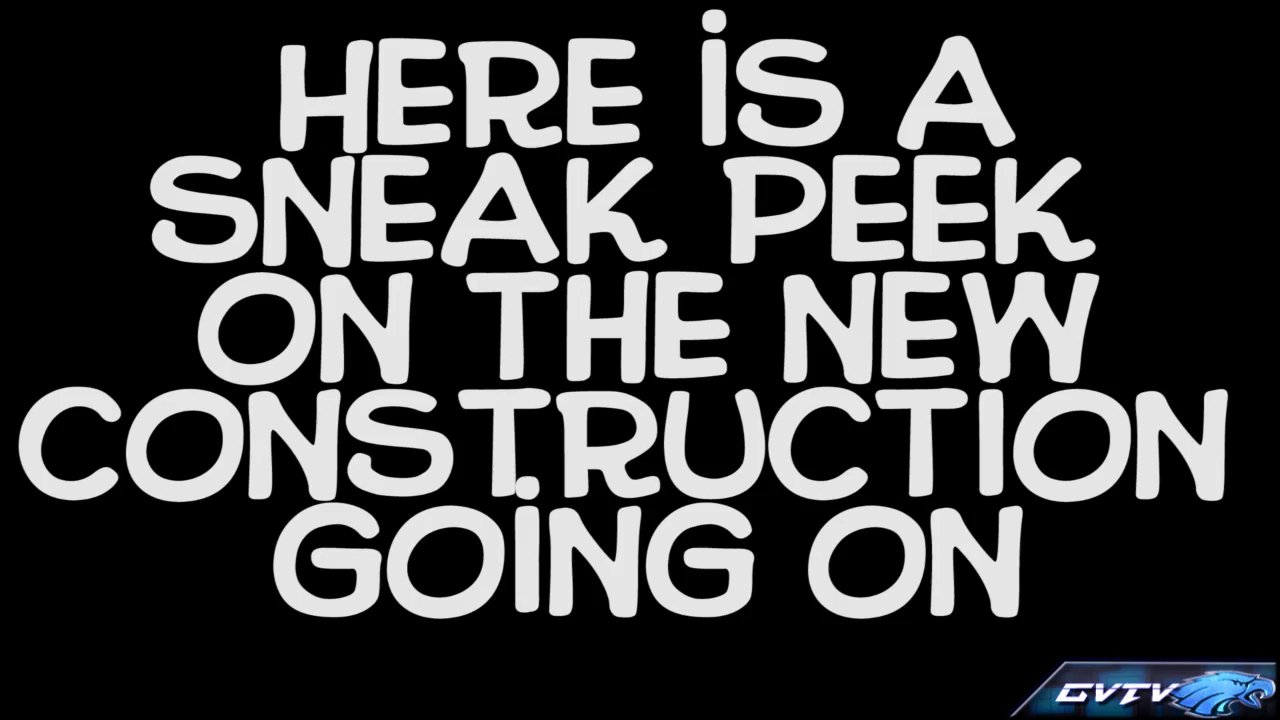 HERE IS A
SNEAK PEEK
ON THE NEW
CONSTRUCTION
GOING ON
GVTV